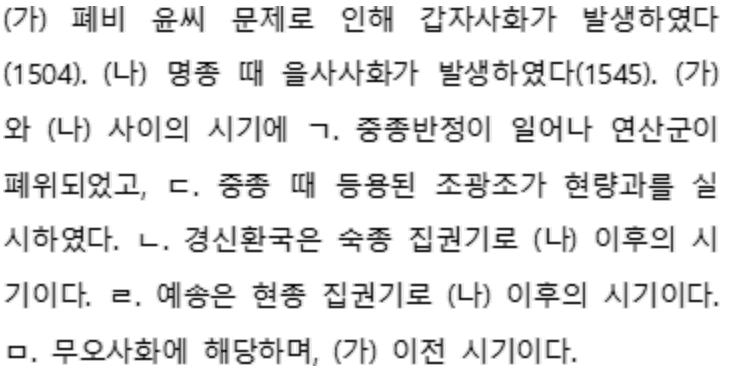 (가) 폐비 윤씨 문제로 인해 갑자사화가 발생하였다
(1504). (나) 명종 때 을사사화가 발생하였다(1545). (가)
와 (나) 사이의 시기에 ㄱ. 중종반정이 일어나 연산군이
폐위되었고, ㄷ. 중종 때 등용된 조광조가 현량과를 실
시하였다. ㄴ. 경신환국은 숙종 집권기로 (나) 이후의 시
기이다. ㄹ. 예송은 현종 집권기로 (나) 이후의 시기이다.
ㅁ. 무오사화에 해당하며, (가) 이전 시기이다.